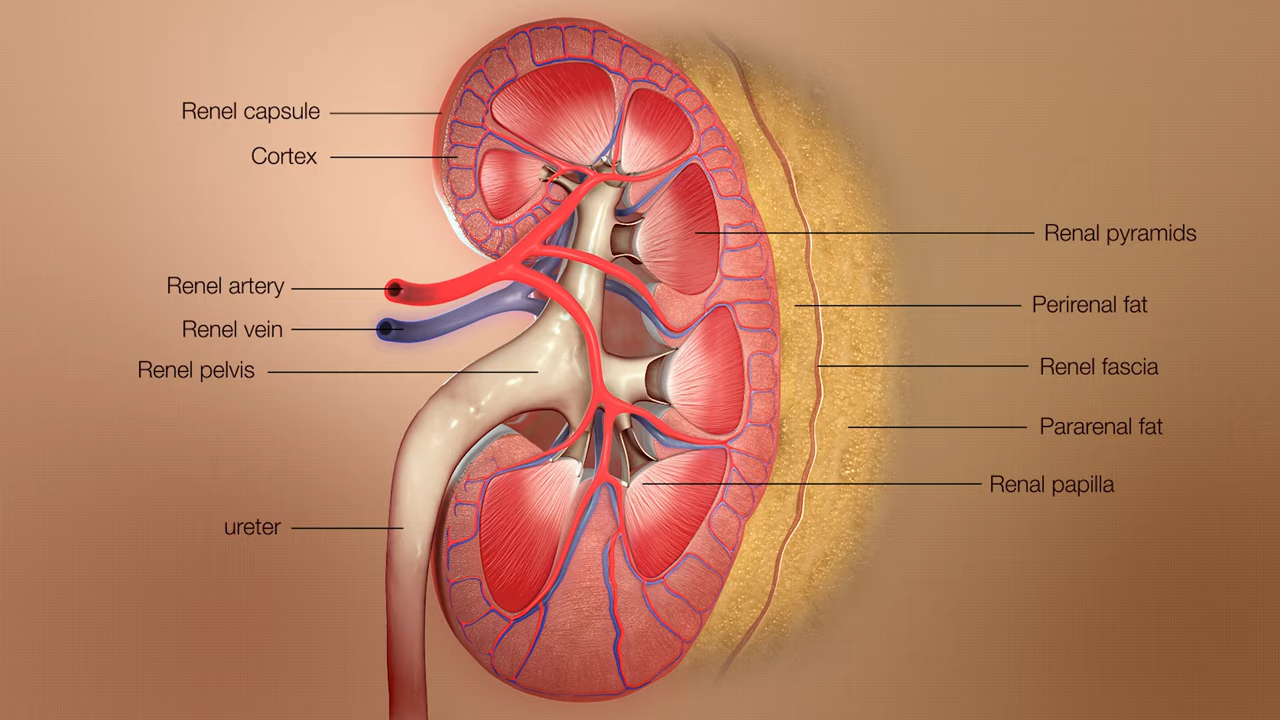 Renel capsule
Cortex
Renel artery
Renel vein
Renel pelvis
ureter
Renal pyramids
Perirenal fat
Renel fascia
Pararenal fat
Renal papilla